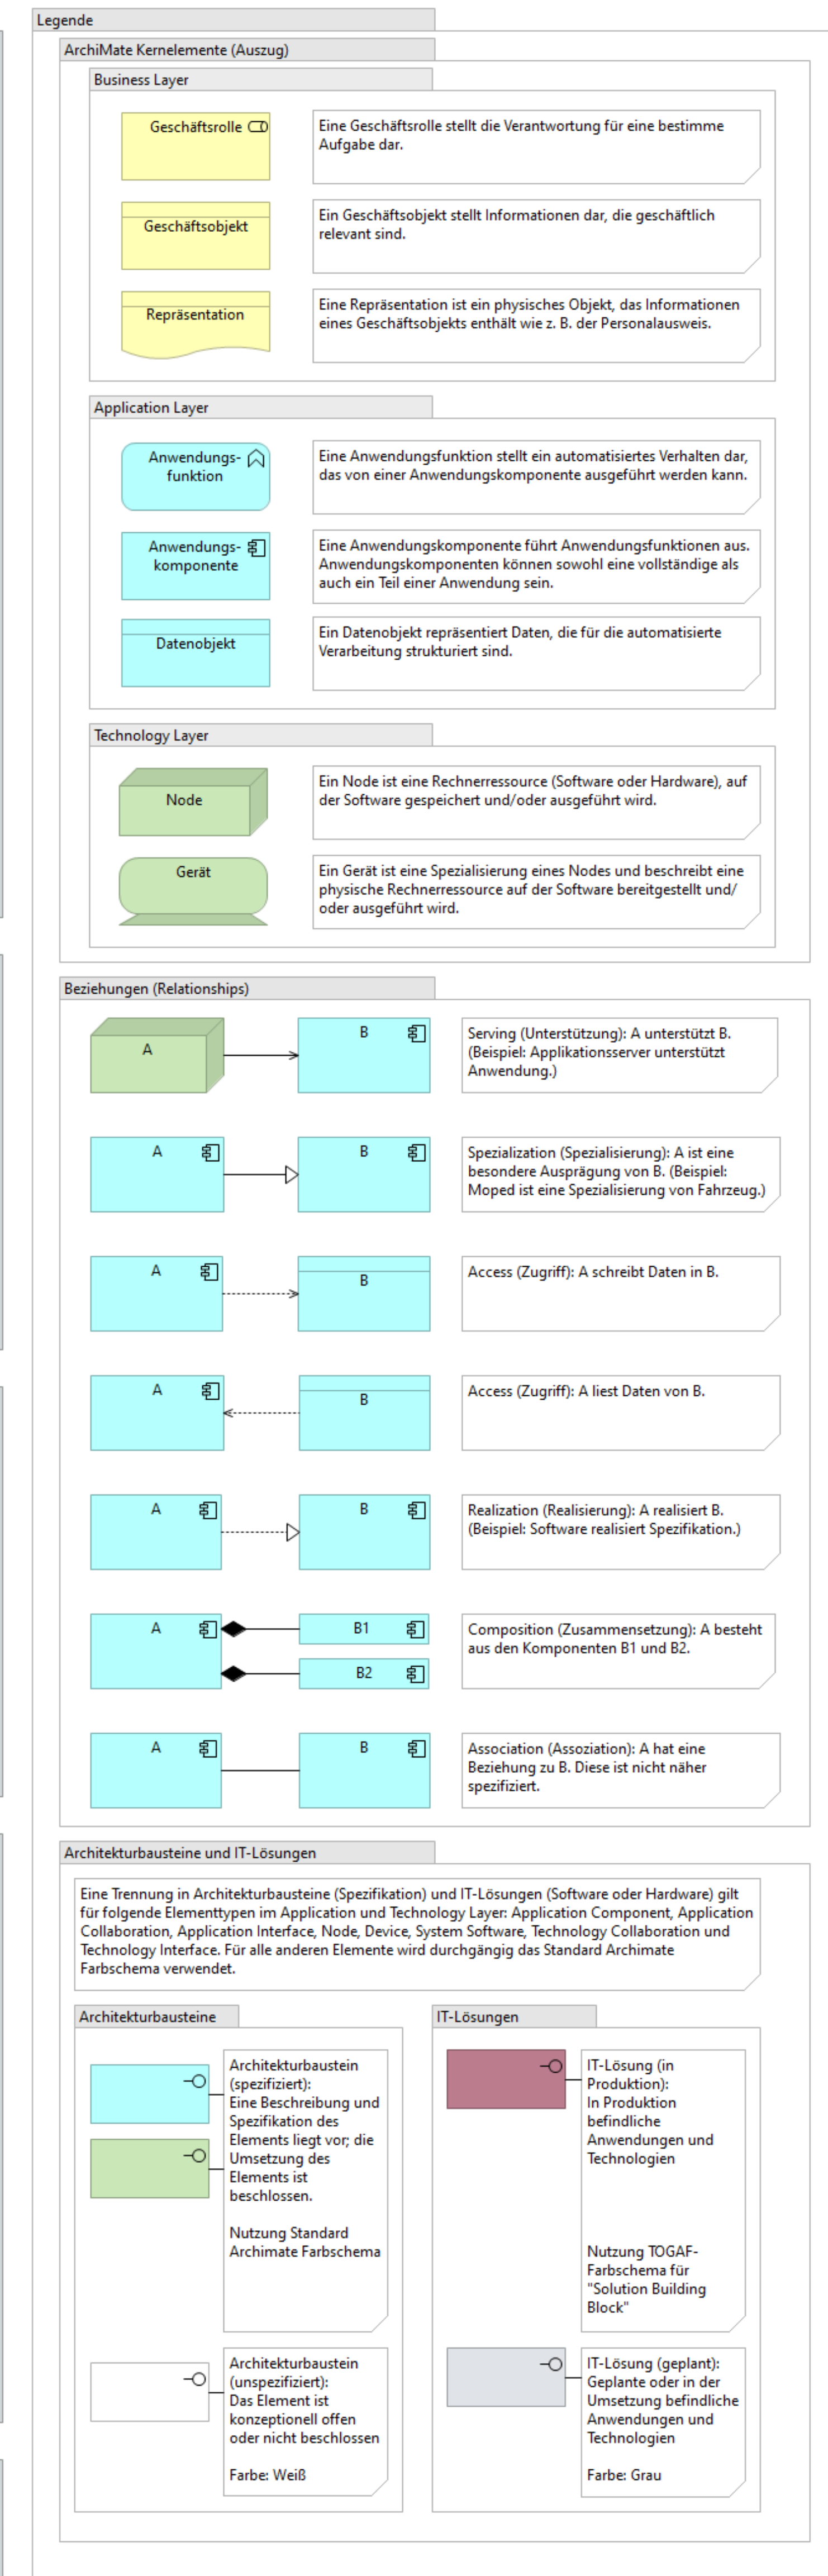 Legende
ArchiMate Kernelemente (Auszug)
Business Layer
Geschäftsrolle
Eine Geschäftsrolle stellt die Verantwortung für eine bestimme
Aufgabe dar.
Geschäftsobjekt
Ein Geschäftsobjekt stellt Informationen dar, die geschäftlich
relevant sind.
Repräsentation
Eine Repräsentation ist ein physisches Objekt, das Informationen
eines Geschäftsobjekts enthält wie z. B. der Personalausweis.
Application Layer
Anwendungs-
funktion
Eine Anwendungsfunktion stellt ein automatisiertes Verhalten dar,
das von einer Anwendungskomponente ausgeführt werden kann.
Anwendungs-
komponente
Eine Anwendungskomponente führt Anwendungsfunktionen aus.
Anwendungskomponenten können sowohl eine vollständige als
auch ein Teil einer Anwendung sein.
Datenobjekt
Ein Datenobjekt repräsentiert Daten, die für die automatisierte
Verarbeitung strukturiert sind.
Technology Layer
Node
Ein Node ist eine Rechnerressource (Software oder Hardware), auf
der Software gespeichert und/oder ausgeführt wird.
Gerät
Ein Gerät ist eine Spezialisierung eines Nodes und beschreibt eine
physische Rechnerressource auf der Software bereitgestellt und/
oder ausgeführt wird.
Beziehungen (Relationships)
A
B
Serving (Unterstützung): A unterstützt B.
(Beispiel: Applikationsserver unterstützt
Anwendung.)
A
B
Spezialization (Spezialisierung): A ist eine
besondere Ausprägung von B. (Beispiel:
Moped ist eine Spezialisierung von Fahrzeug.)
A
B
Access (Zugriff): A schreibt Daten in B.
A
B
Access (Zugriff): A liest Daten von B.
A
B
Realization (Realisierung): A realisiert B.
(Beispiel: Software realisiert Spezifikation.)
A
B1
B2
Composition (Zusammensetzung): A besteht
aus den Komponenten B1 und B2.
A
B
Association (Assoziation): A hat eine
Beziehung zu B. Diese ist nicht näher
spezifiziert.
Architekturbausteine und IT-Lösungen
Eine Trennung in Architekturbausteine (Spezifikation) und IT-Lösungen (Software oder Hardware) gilt
für folgende Elementtypen im Application und Technology Layer: Application Component, Application
Collaboration, Application Interface, Node, Device, System Software, Technology Collaboration und
Technology Interface. Für alle anderen Elemente wird durchgängig das Standard Archimate
Farbschema verwendet.
Architekturbausteine
Architekturbaustein
(spezifiziert):
Eine Beschreibung und
Spezifikation des
Elements liegt vor; die
Umsetzung des
Elements ist
beschlossen.
Nutzung Standard
Archimate Farbschema
Architekturbaustein
(unspezifiziert):
Das Element ist
konzeptionell offen
oder nicht beschlossen
Farbe: Weiß
IT-Lösungen
IT-Lösung (in
Produktion):
In Produktion
befindliche
Anwendungen und
Technologien
Nutzung TOGAF-
Farbschema für
"Solution Building
Block"
IT-Lösung (geplant):
Geplante oder in der
Umsetzung befindliche
Anwendungen und
Technologien
Farbe: Grau